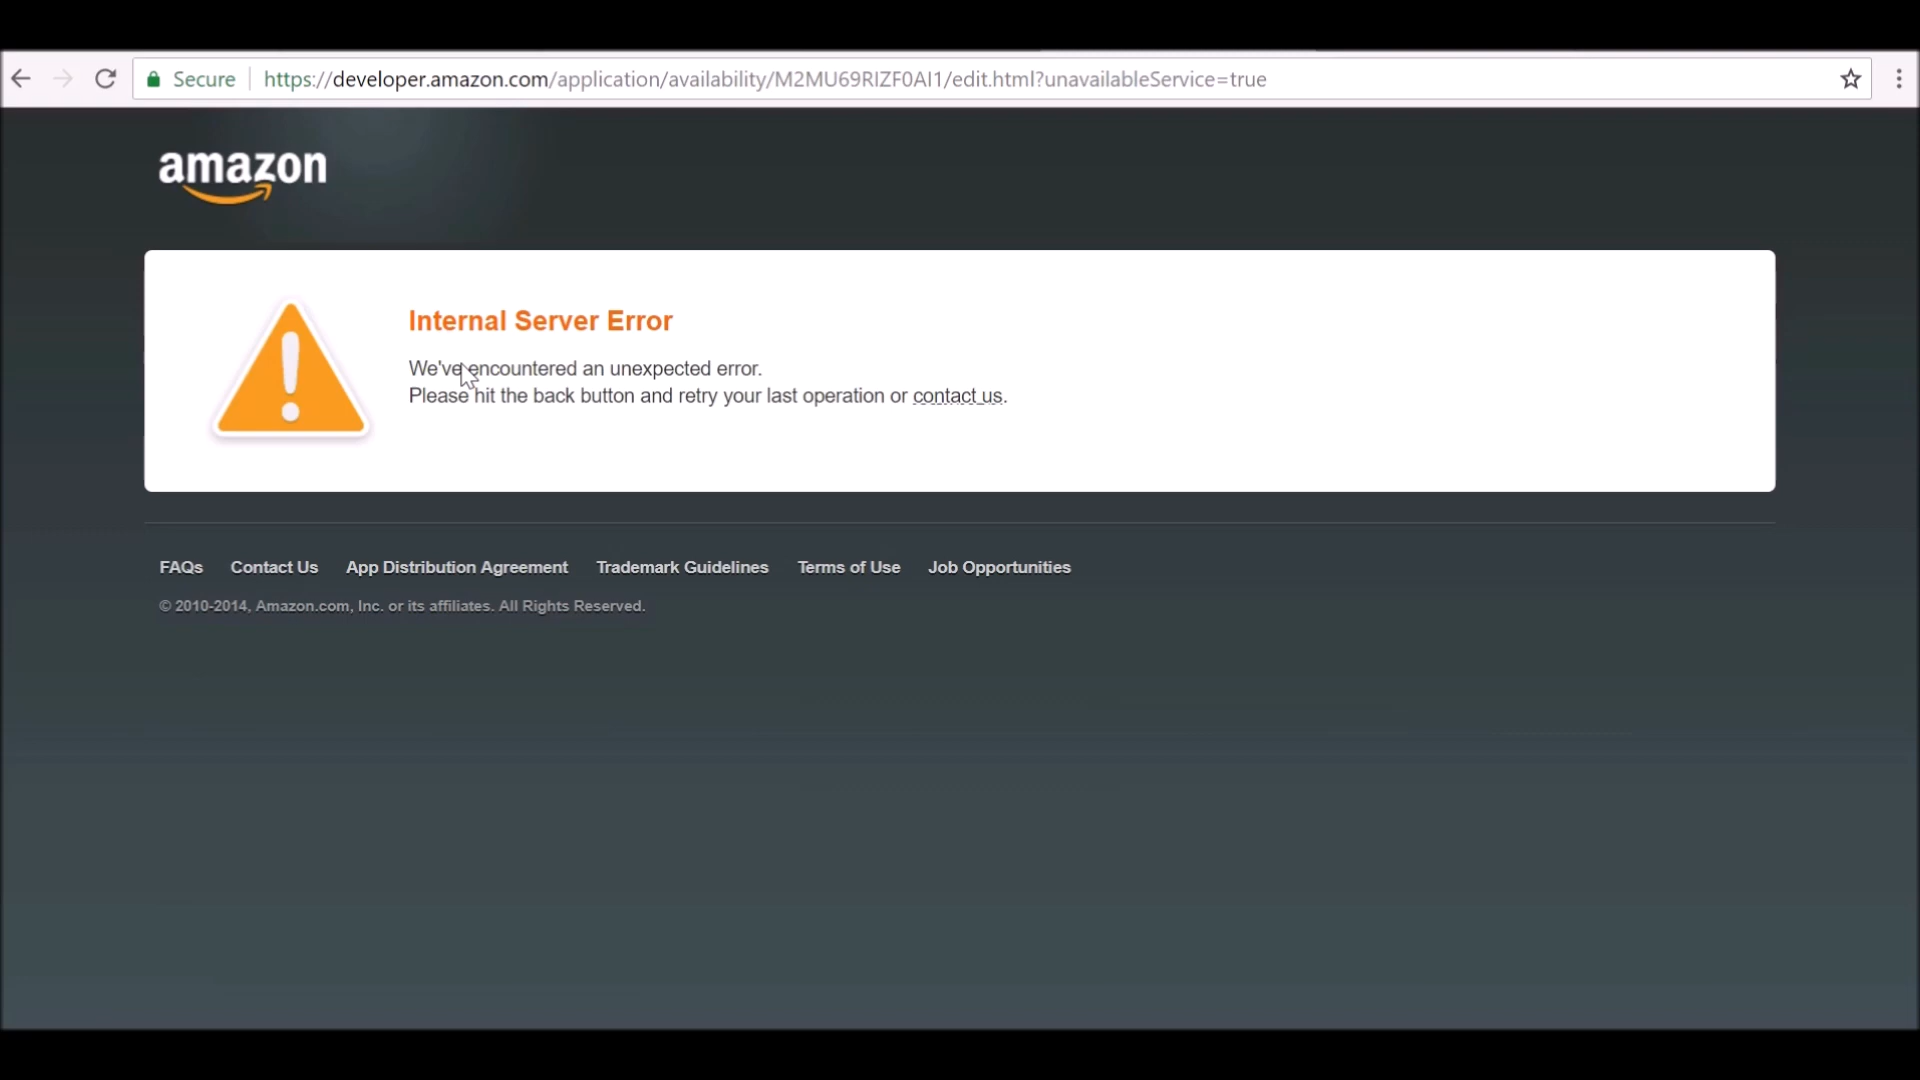 Secure https://developer.amazon.com/application/availability/M2MU69RIZF0AI1/edit.html?unavailableService=true
amazon
Internal Server Error
We've encountered an unexpected error.
Please hit the back button and retry your last operation or contact us.
FAQs Contact Us App Distribution Agreement Trademark Guidelines Terms of Use Job Opportunities
© 2010-2014, Amazon.com, Inc. or its affiliates. All Rights Reserved.